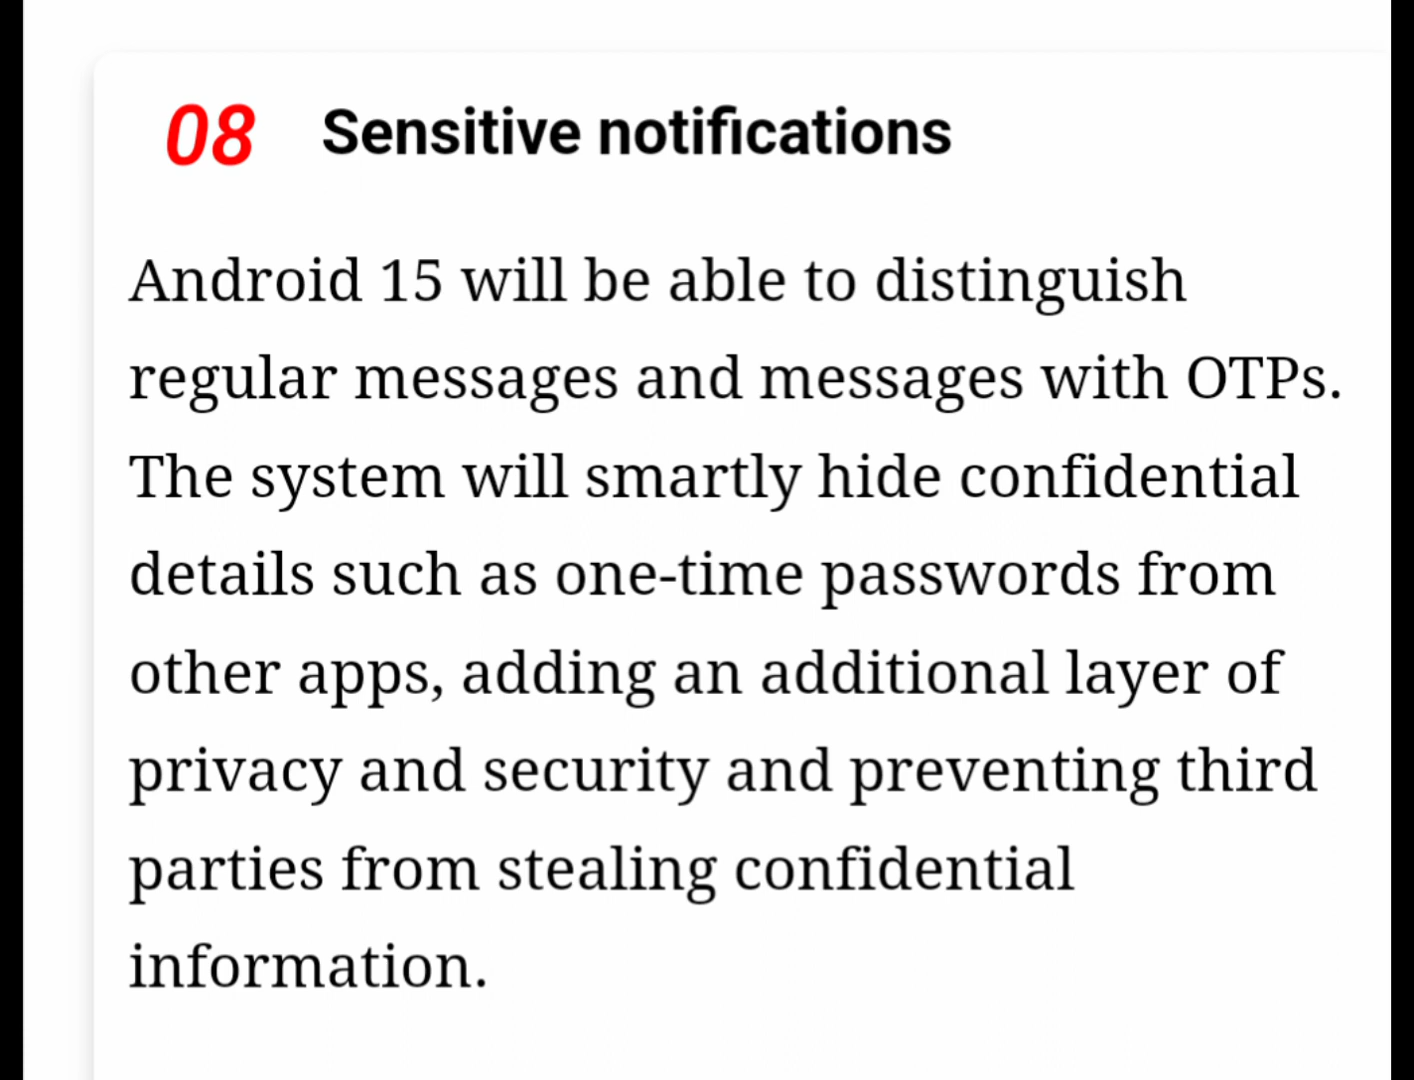 08 Sensitive notifications
Android 15 will be able to distinguish
regular messages and messages with OTPs.
The system will smartly hide confidential
details such as one-time passwords from
other apps, adding an additional layer of
privacy and security and preventing third
parties from stealing confidential
information.